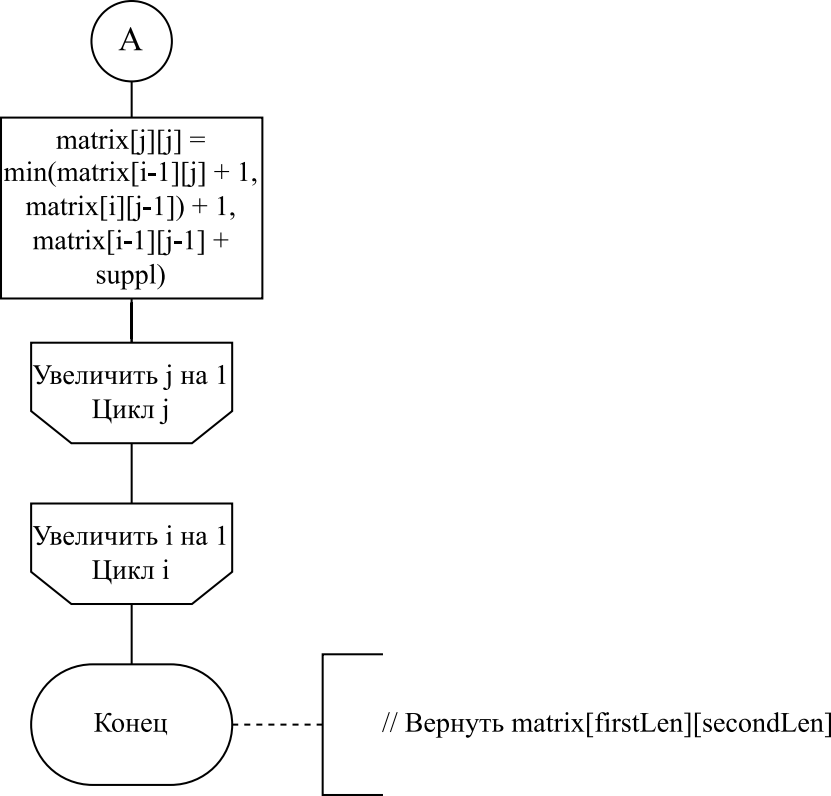 A
matrix[j][j] =
min(matrix[i-1][j] + 1,
matrix[i][j-1]) + 1,
matrix[i-1][j-1] +
suppl)
Увеличить j на 1
Цикл j
Увеличить i на 1
Цикл i
Конец
// Вернуть matrix[firstLen][secondLen]